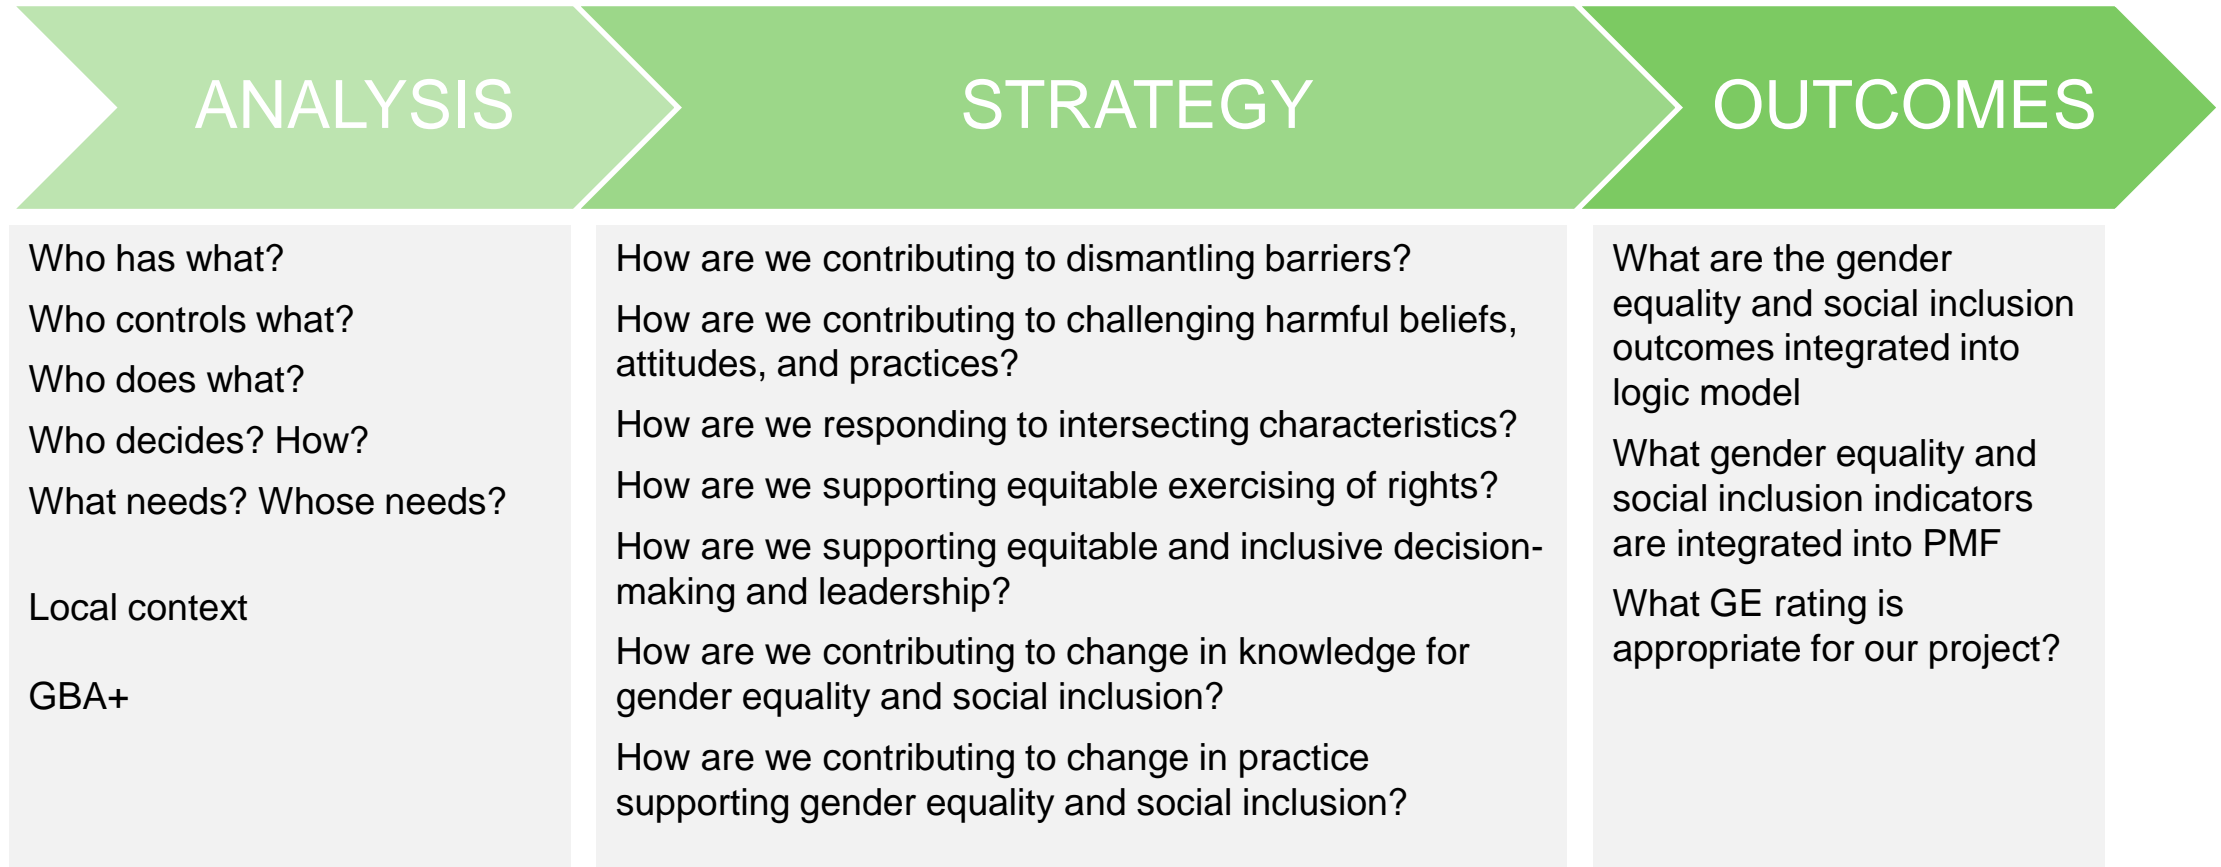 ANALYSIS
STRATEGY
OUTCOMES
Who has what?
Who controls what?
Who does what?
Who decides? How?
What needs? Whose needs?
Local context
GBA+
How are we contributing to dismantling barriers?
How are we contributing to challenging harmful beliefs,
attitudes, and practices?
How are we responding to intersecting characteristics?
How are we supporting equitable exercising of rights?
How are we supporting equitable and inclusive decision-
making and leadership?
How are we contributing to change in knowledge for
gender equality and social inclusion?
How are we contributing to change in practice
supporting gender equality and social inclusion?
What are the gender
equality and social inclusion
outcomes integrated into
logic model
What gender equality and
social inclusion indicators
are integrated into PMF
What GE rating is
appropriate for our project?